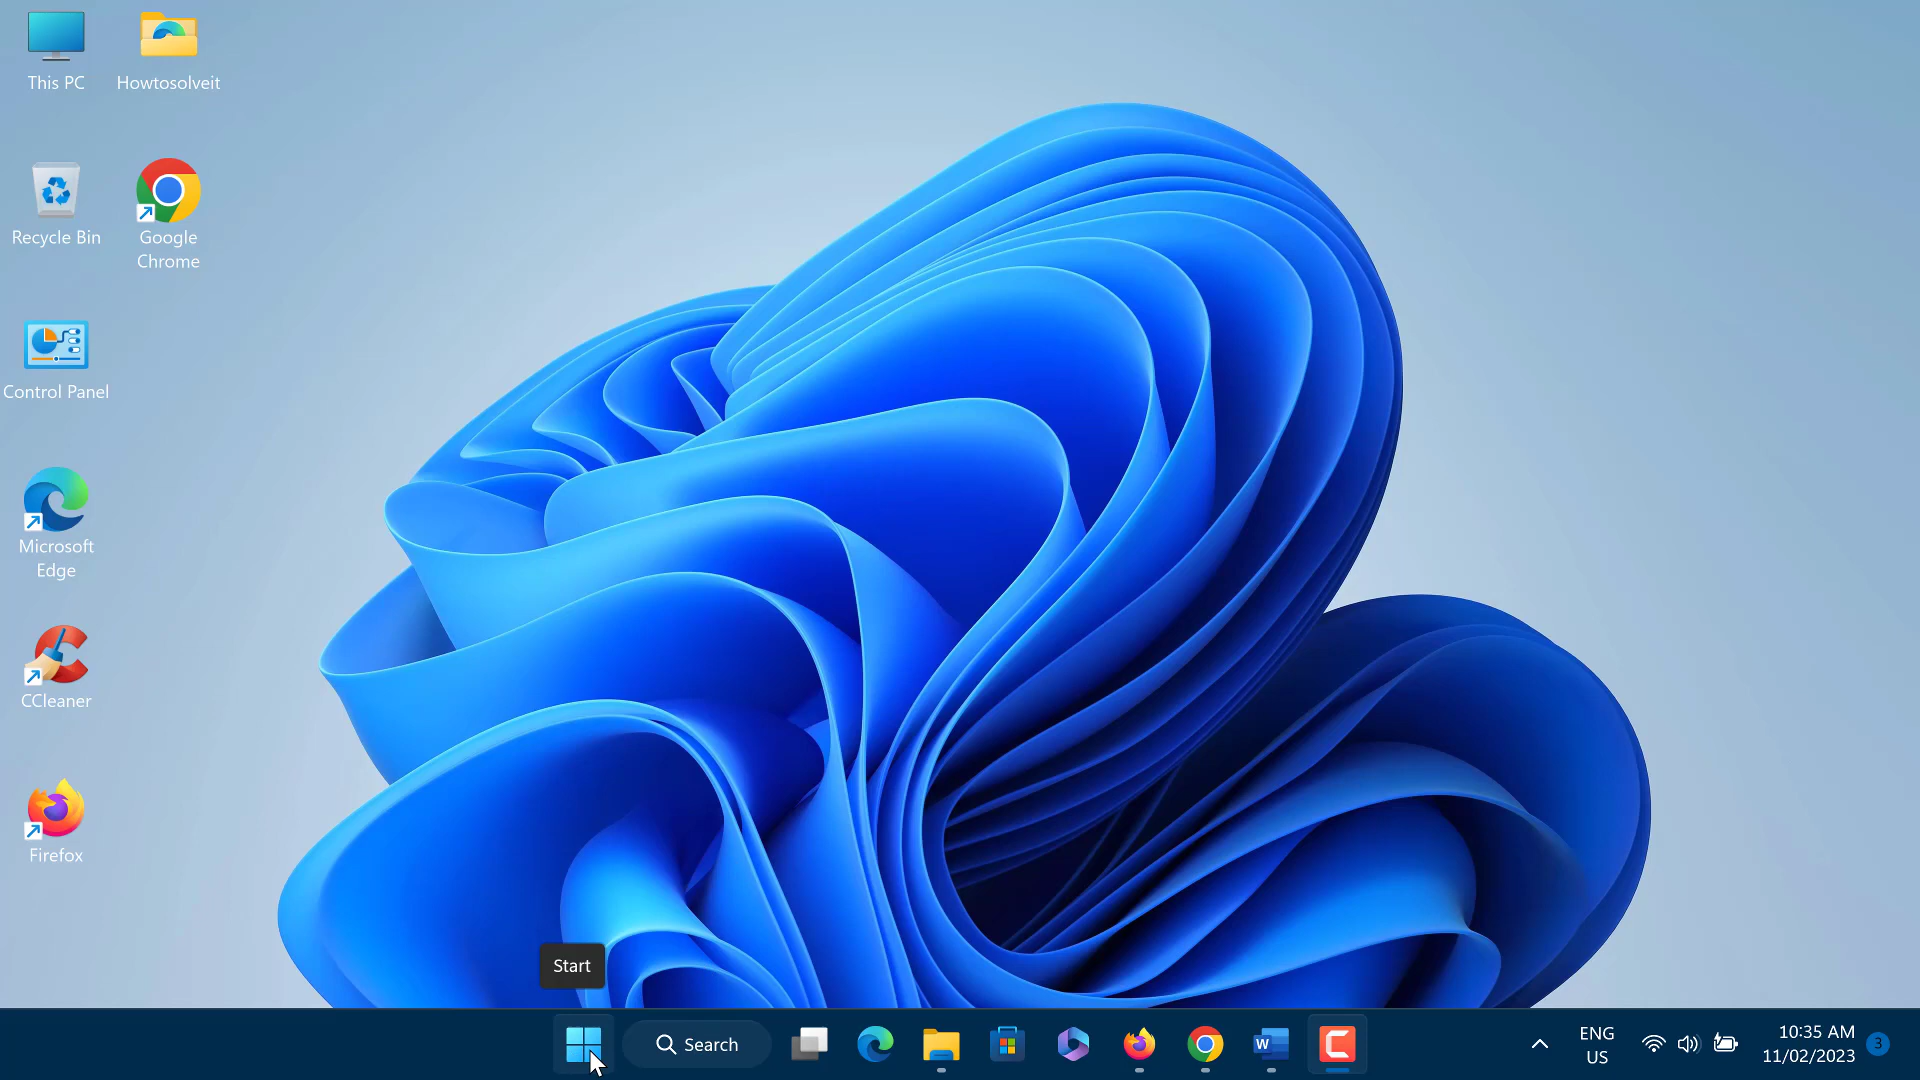 This PC
Howtosolveit
Recycle Bin
Google
Chrome
Control Panel
Microsoft
Edge
CCleaner
Firefox
Start
Search
W
ENG
US
10:35 AM
11/02/2023
3